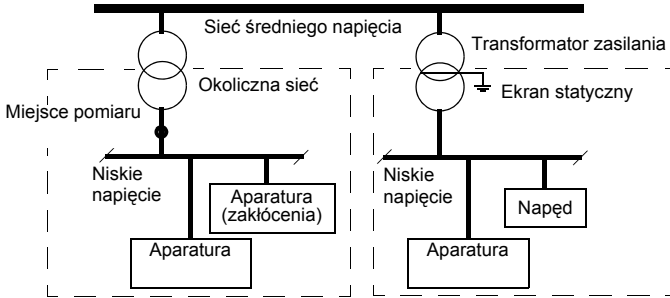 Sieć średniego napięcia
Transformator zasilania
Okoliczna sieć
Ekran statyczny
Miejsce pomiaru
Niskie
napięcie
Aparatura
(zakłócenia)
Aparatura
Niskie
napięcie
Napęd
Aparatura